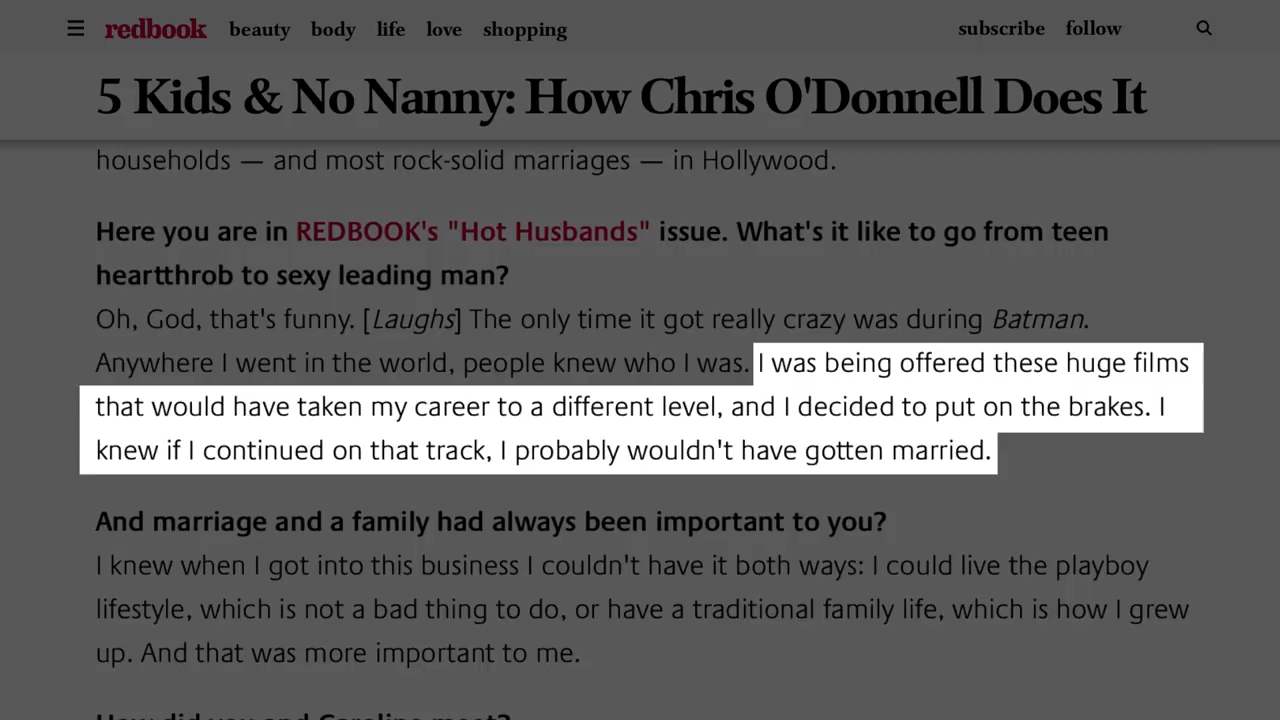 redbook beauty body life love shopping subscribe follow
5 Kids & No Nanny: How Chris O'Donnell Does It
households — and most rock-solid marriages — in Hollywood.
Here you are in REDBOOK's "Hot Husbands" issue. What's it like to go from teen
heartthrob to sexy leading man?
Oh, God, that's funny. [Laughs] The only time it got really crazy was during Batman.
Anywhere I went in the world, people knew who I was. I was being offered these huge films
that would have taken my career to a different level, and I decided to put on the brakes. I
knew if I continued on that track, I probably wouldn't have gotten married.
And marriage and a family had always been important to you?
I knew when I got into this business I couldn't have it both ways: I could live the playboy
lifestyle, which is not a bad thing to do, or have a traditional family life, which is how I grew
up. And that was more important to me.
How did you and Caroline meet?